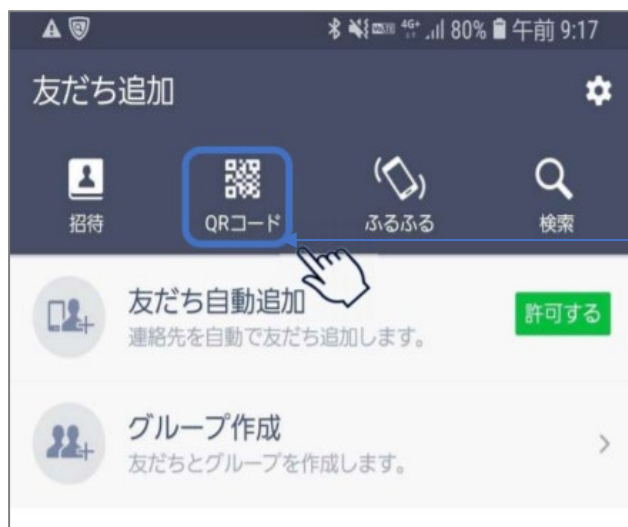 80% 午前 9:17
友だち追加
招待 QRコード ふるふる 検索
友だち自動追加
連絡先を自動で友だち追加します。
許可する
グループ作成
友だちとグループを作成します。